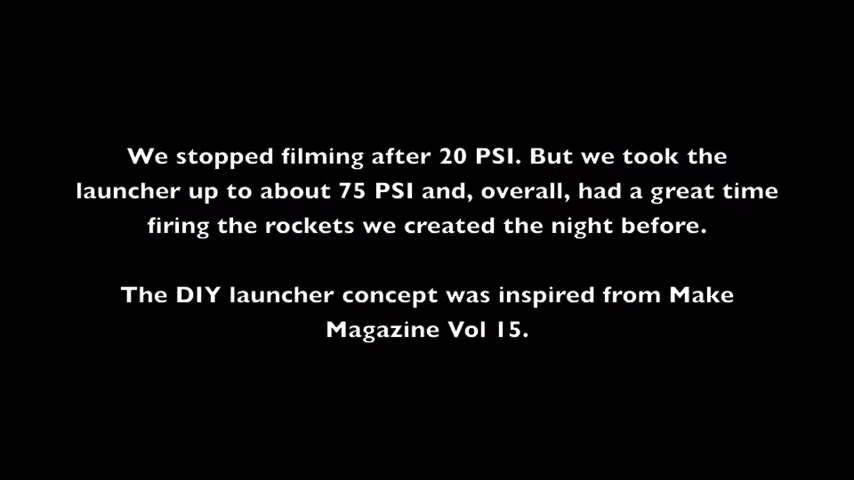 We stopped filming after 20 PSI. But we took the
launcher up to about 75 PSI and, overall, had a great time
firing the rockets we created the night before.
The DIY launcher concept was inspired from Make
Magazine Vol 15.